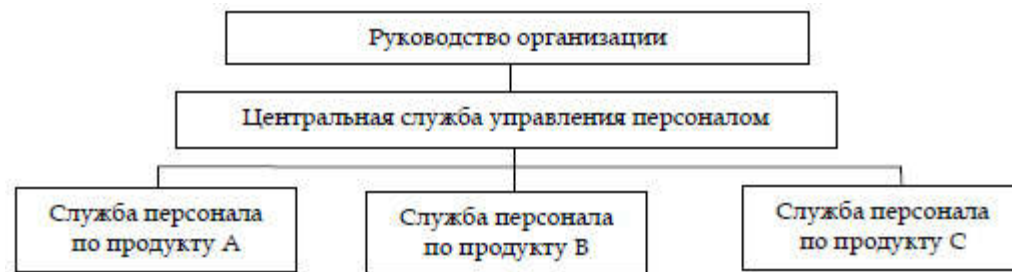 Руководство организации
Центральная служба управления персоналом
Служба персонала
по продукту А
Служба персонала
по продукту В
Служба персонала
по продукту С